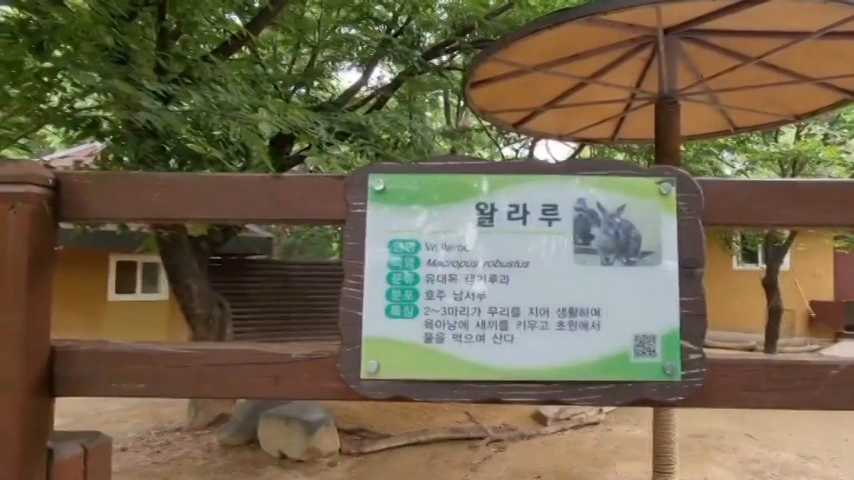 왈라루
영명 Wallaroo
학명 Macropus robustus
분류 유대목 캥거루과
분포 호주 남서부
특징 2~3마리가 무리를 지어 생활하며
육아낭에 새끼를 키우고 초원에서
풀을 먹으며 산다